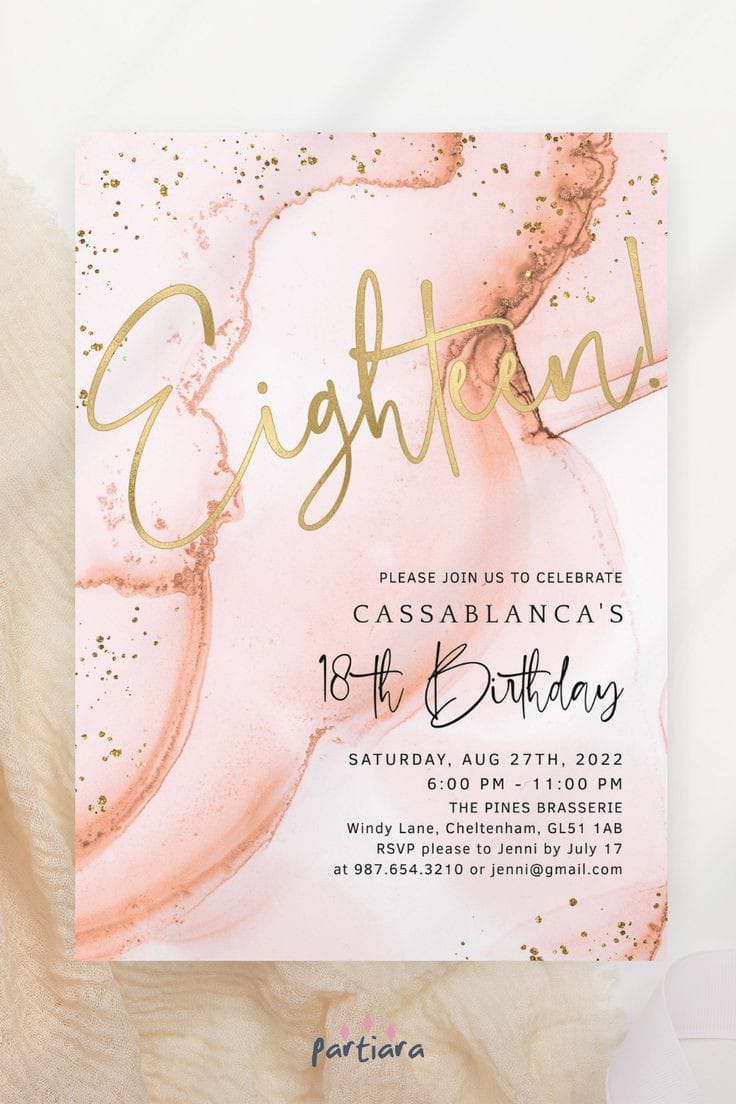 Eighteen!
PLEASE JOIN US TO CELEBRATE
CASSABLANCA'S
18th Birthday
SATURDAY, AUG 27TH, 2022
6:00 PM - 11:00 PM
THE PINES BRASSERIE
Windy Lane, Cheltenham, GL51 1AB
RSVP please to Jenni by July 17
at 987.654.3210 or jenni@gmail.com
partiara